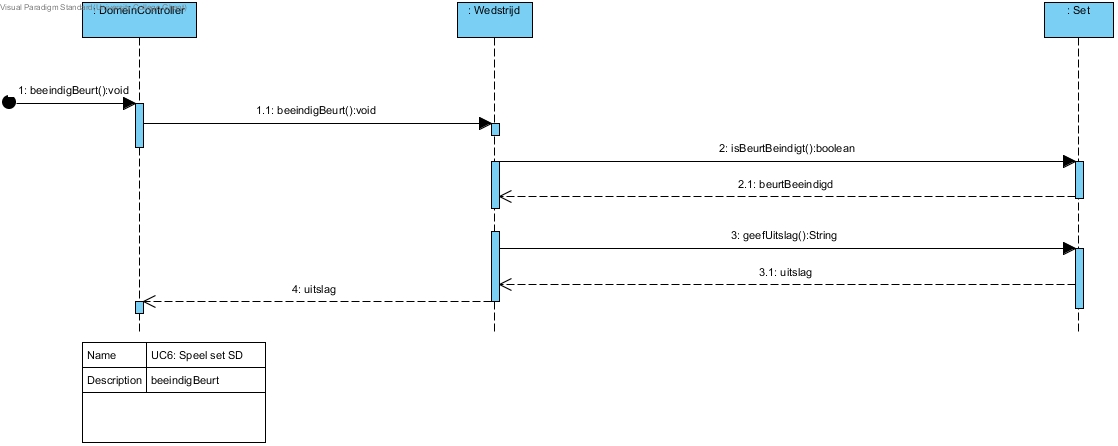 Visual Paradigm Standard
: DomeinController
: Wedstrijd
: Set
1: beeindigBeurt():void
1.1: beeindigBeurt():void
2: isBeurtBeindigt():boolean
2.1: beurtBeeindigd
3: geefUitslag():String
3.1: uitslag
4: uitslag
Name UC6: Speel set SD
Description beeindigBeurt